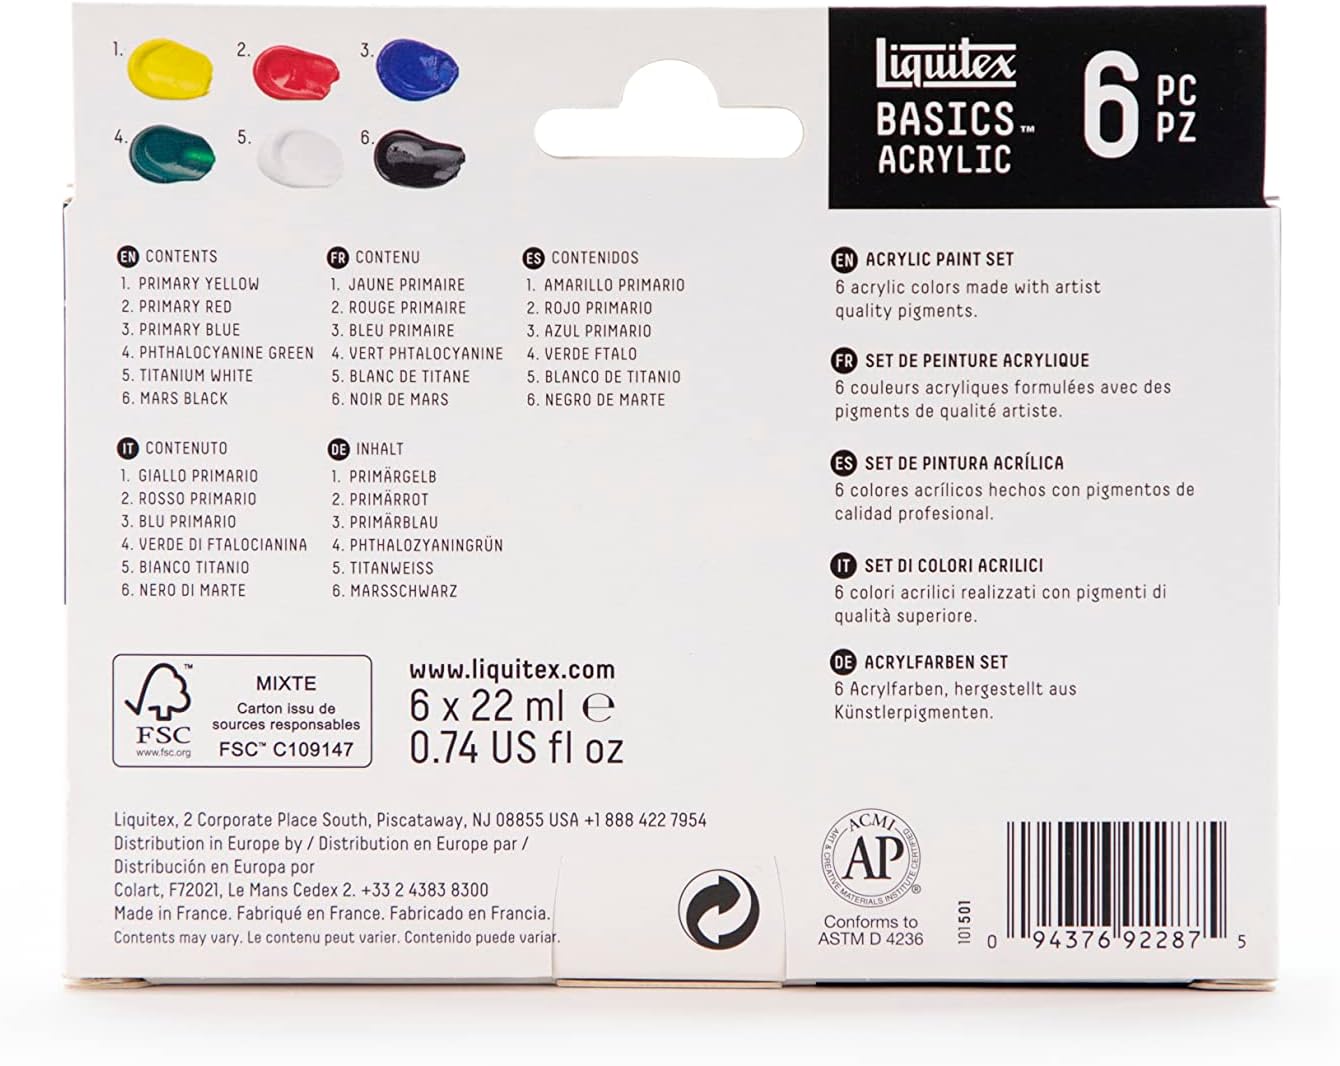 1.
2.
3.
4.
5.
6.
Liquitex
BASICS™
ACRYLIC
6 PC
PZ
EN CONTENTS
1. PRIMARY YELLOW
2. PRIMARY RED
3. PRIMARY BLUE
4. PHTHALOCYANINE GREEN
5. TITANIUM WHITE
6. MARS BLACK
FR CONTENU
1. JAUNE PRIMAIRE
2. ROUGE PRIMAIRE
3. BLEU PRIMAIRE
4. VERT PHTALOCYANINE
5. BLANC DE TITANE
6. NOIR DE MARS
ES CONTENIDOS
1. AMARILLO PRIMARIO
2. ROJO PRIMARIO
3. AZUL PRIMARIO
4. VERDE FTALO
5. BLANCO DE TITANIO
6. NEGRO DE MARTE
IT CONTENUTO
1. GIALLO PRIMARIO
2. ROSSO PRIMARIO
3. BLU PRIMARIO
4. VERDE DI FTALOCIANINA
5. BIANCO TITANIO
6. NERO DI MARTE
DE INHALT
1. PRIMÄRGELB
2. PRIMÄRROT
3. PRIMÄRBLAU
4. PHTHALOZYANINGRÜN
5. TITANWEISS
6. MARSSCHWARZ
EN ACRYLIC PAINT SET
6 acrylic colors made with artist
quality pigments.
FR SET DE PEINTURE ACRYLIQUE
6 couleurs acryliques formulées avec des
pigments de qualité artiste.
ES SET DE PINTURA ACRÍLICA
6 colores acrílicos hechos con pigmentos de
calidad profesional.
IT SET DI COLORI ACRILICI
6 colori acrilici realizzati con pigmenti di
qualità superiore.
DE ACRYLFARBEN SET
6 Acrylfarben, hergestellt aus
Künstlerpigmenten.
™
FSC
www.fsc.org
MIXTE
Carton issu de
sources responsables
FSC™ C109147
www.liquitex.com
6 x 22 ml ℮
0.74 US fl oz
Liquitex, 2 Corporate Place South, Piscataway, NJ 08855 USA +1 888 422 7954
Distribution in Europe by / Distribution en Europe par /
Distribución en Europa por
Colart, F72021, Le Mans Cedex 2. +33 2 4383 8300
Made in France. Fabriqué en France. Fabricado en Francia.
Contents may vary. Le contenu peut varier. Contenido puede variar.
ACMI
AP
ART & CREATIVE MATERIALS INSTITUTE CERTIFIED
®
Conforms to
ASTM D 4236
101501
0 94376 92287 5